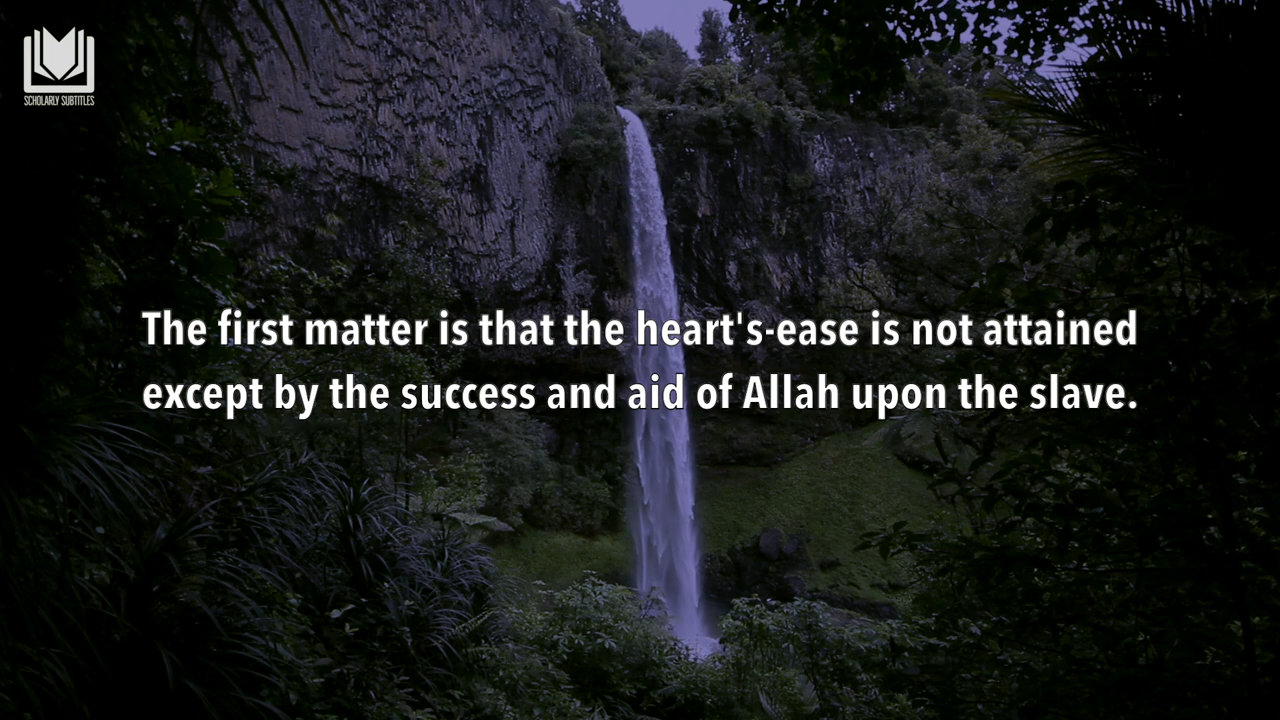 SCHOLARLY SUBTITLES
The first matter is that the heart's-ease is not attained
except by the success and aid of Allah upon the slave.